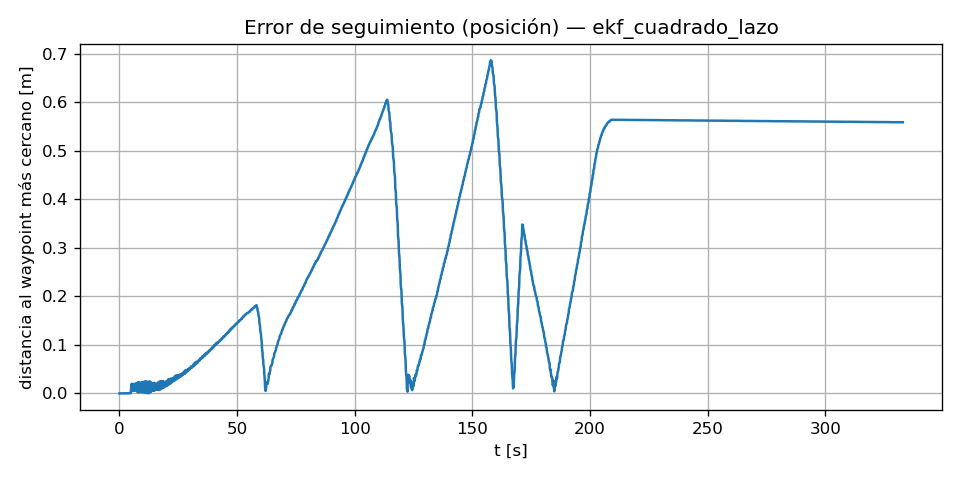 Error de seguimiento (posición) — ekf_cuadrado_lazo
distancia al waypoint más cercano [m]
0.7
0.6
0.5
0.4
0.3
0.2
0.1
0.0
0 50 100 150 200 250 300
t [s]